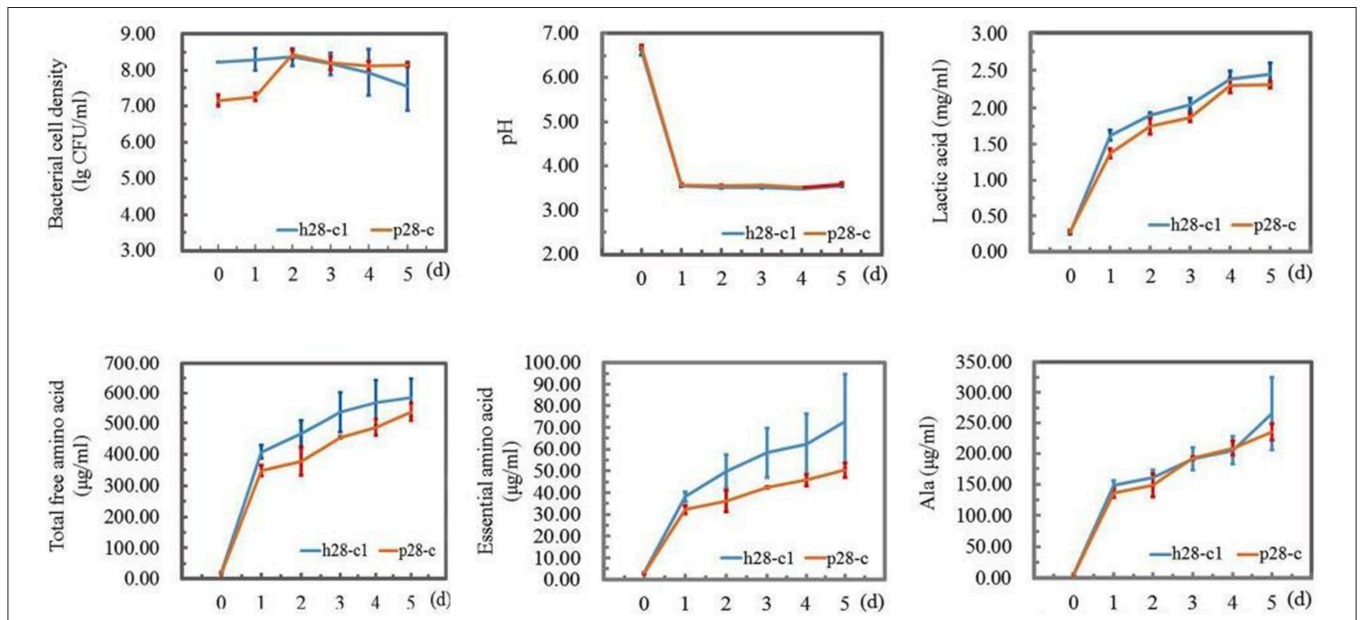 Bacterial cell density
(lg CFU/ml)
9.00
8.00
7.00
6.00
5.00
4.00
3.00
h28-c1 p28-c
0 1 2 3 4 5 (d)
pH
7.00
6.00
5.00
4.00
3.00
2.00
h28-c1 p28-c
0 1 2 3 4 5 (d)
Lactic acid (mg/ml)
3.00
2.50
2.00
1.50
1.00
0.50
0.00
h28-c1 p28-c
0 1 2 3 4 5 (d)
Total free amino acid
(μg/ml)
700.00
600.00
500.00
400.00
300.00
200.00
100.00
0.00
h28-c1 p28-c
0 1 2 3 4 5 (d)
Essential amino acid
(μg/ml)
100.00
90.00
80.00
70.00
60.00
50.00
40.00
30.00
20.00
10.00
0.00
h28-c1 p28-c
0 1 2 3 4 5 (d)
Ala (μg/ml)
350.00
300.00
250.00
200.00
150.00
100.00
50.00
0.00
h28-c1 p28-c
0 1 2 3 4 5 (d)